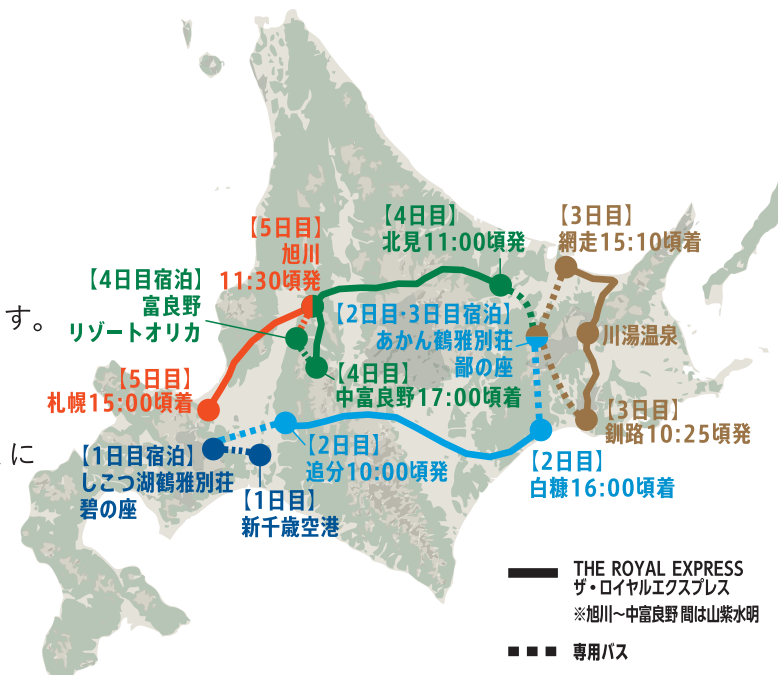 す。
に
【5日目】
旭川
11:30頃発
【4日目】
北見11:00頃発
【3日目】
網走15:10頃着
【4日目宿泊】
富良野
リゾートオリカ
【2日目・3日目宿泊】
あかん鶴雅別荘
鄙の座
川湯温泉
【5日目】
札幌15:00頃着
【4日目】
中富良野17:00頃着
【3日目】
釧路10:25頃発
【1日目宿泊】
しこつ湖鶴雅別荘
碧の座
【2日目】
追分10:00頃発
【2日目】
白糠16:00頃着
【1日目】
新千歳空港
THE ROYAL EXPRESS
ザ・ロイヤルエクスプレス
※旭川〜中富良野間は山紫水明
専用バス